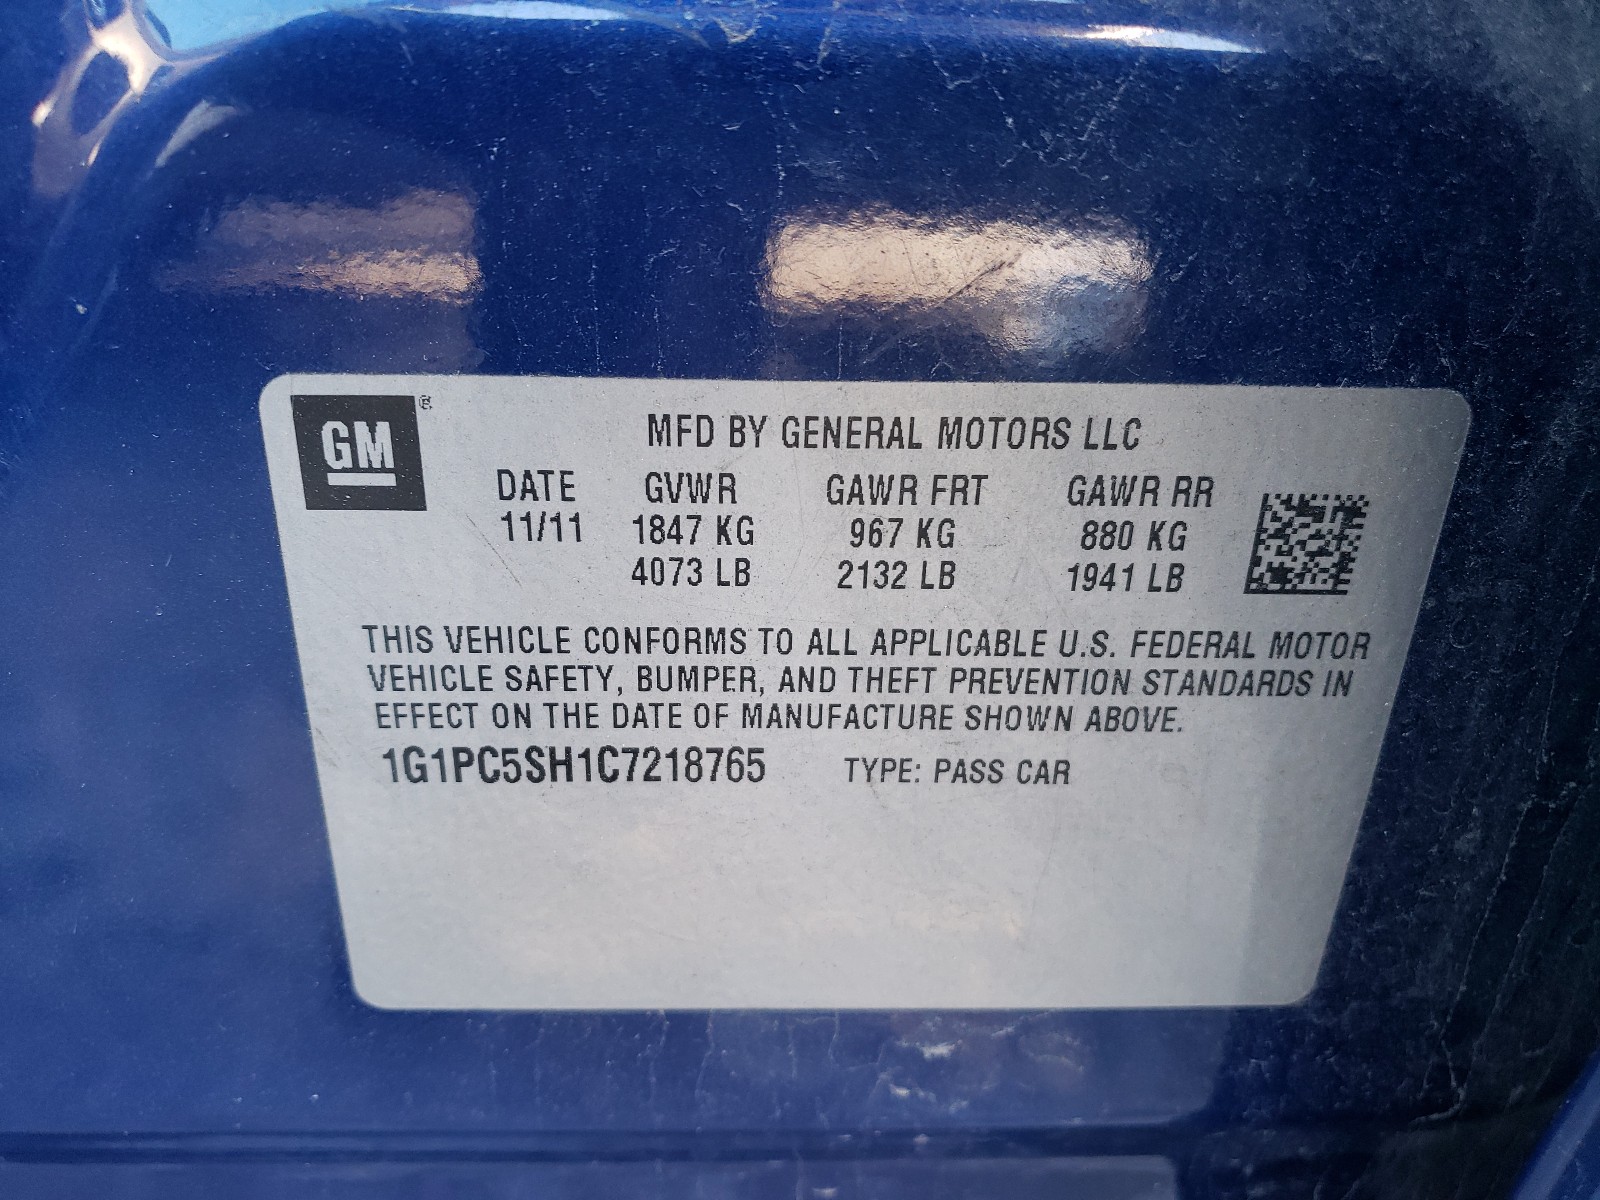 GM ®
MFD BY GENERAL MOTORS LLC
DATE GVWR GAWR FRT GAWR RR
11/11 1847 KG 967 KG 880 KG
4073 LB 2132 LB 1941 LB
THIS VEHICLE CONFORMS TO ALL APPLICABLE U.S. FEDERAL MOTOR
VEHICLE SAFETY, BUMPER, AND THEFT PREVENTION STANDARDS IN
EFFECT ON THE DATE OF MANUFACTURE SHOWN ABOVE.
1G1PC5SH1C7218765 TYPE: PASS CAR